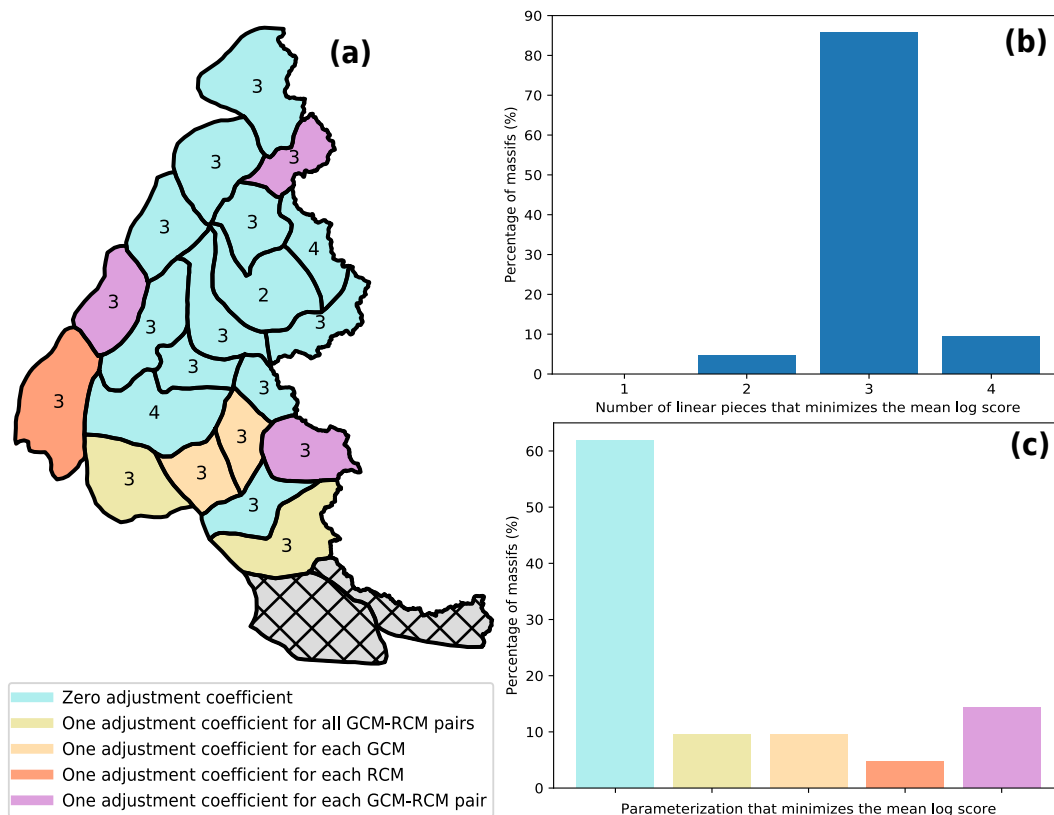 (a)
3
3
3
3
3
4
3
2
3
3
3
3
3
3
4
3
3
3
3
3
3
Zero adjustment coefficient
One adjustment coefficient for all GCM-RCM pairs
One adjustment coefficient for each GCM
One adjustment coefficient for each RCM
One adjustment coefficient for each GCM-RCM pair
(b)
Percentage of massifs (%)
90
80
70
60
50
40
30
20
10
0
1 2 3 4
Number of linear pieces that minimizes the mean log score
(c)
Percentage of massifs (%)
60
50
40
30
20
10
0
Parameterization that minimizes the mean log score